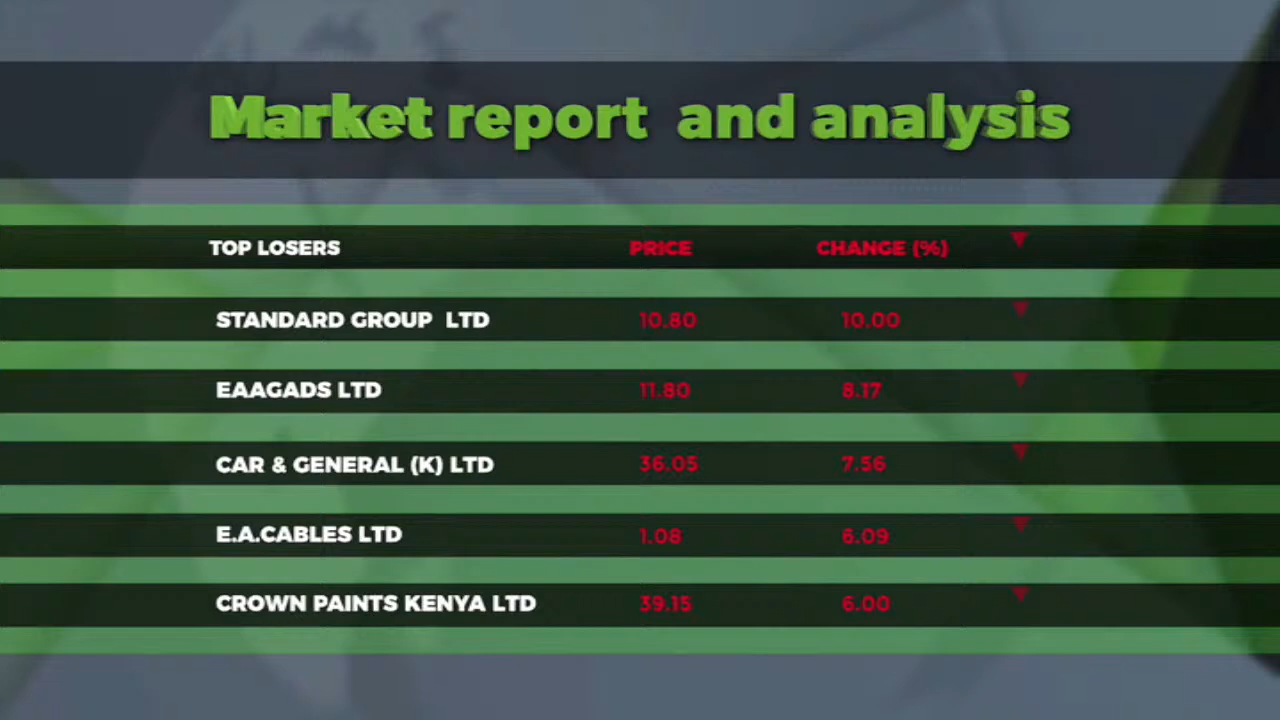 Market report and analysis
TOP LOSERS PRICE CHANGE (%)
STANDARD GROUP LTD 10.80 10.00
EAAGADS LTD 11.80 8.17
CAR & GENERAL (K) LTD 36.05 7.56
E.A.CABLES LTD 1.08 6.09
CROWN PAINTS KENYA LTD 39.15 6.00